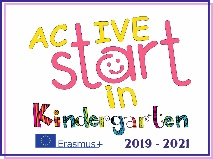 ACTIVE
start
in
Kindergarten
Erasmus+ 2019 - 2021